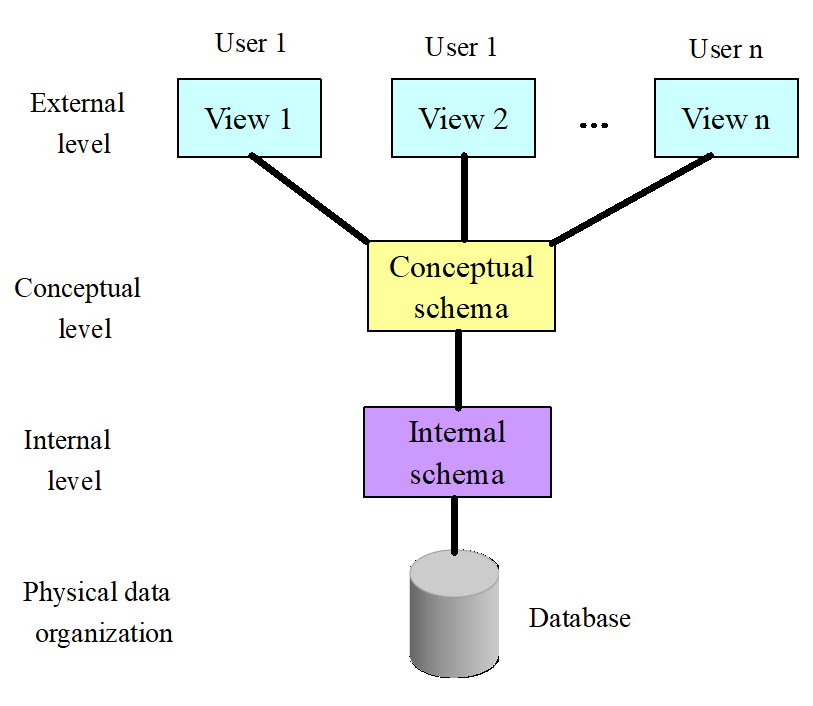 User 1
User 1
User n
External
level
View 1
View 2
...
View n
Conceptual
level
Conceptual
schema
Internal
level
Internal
schema
Physical data
organization
Database